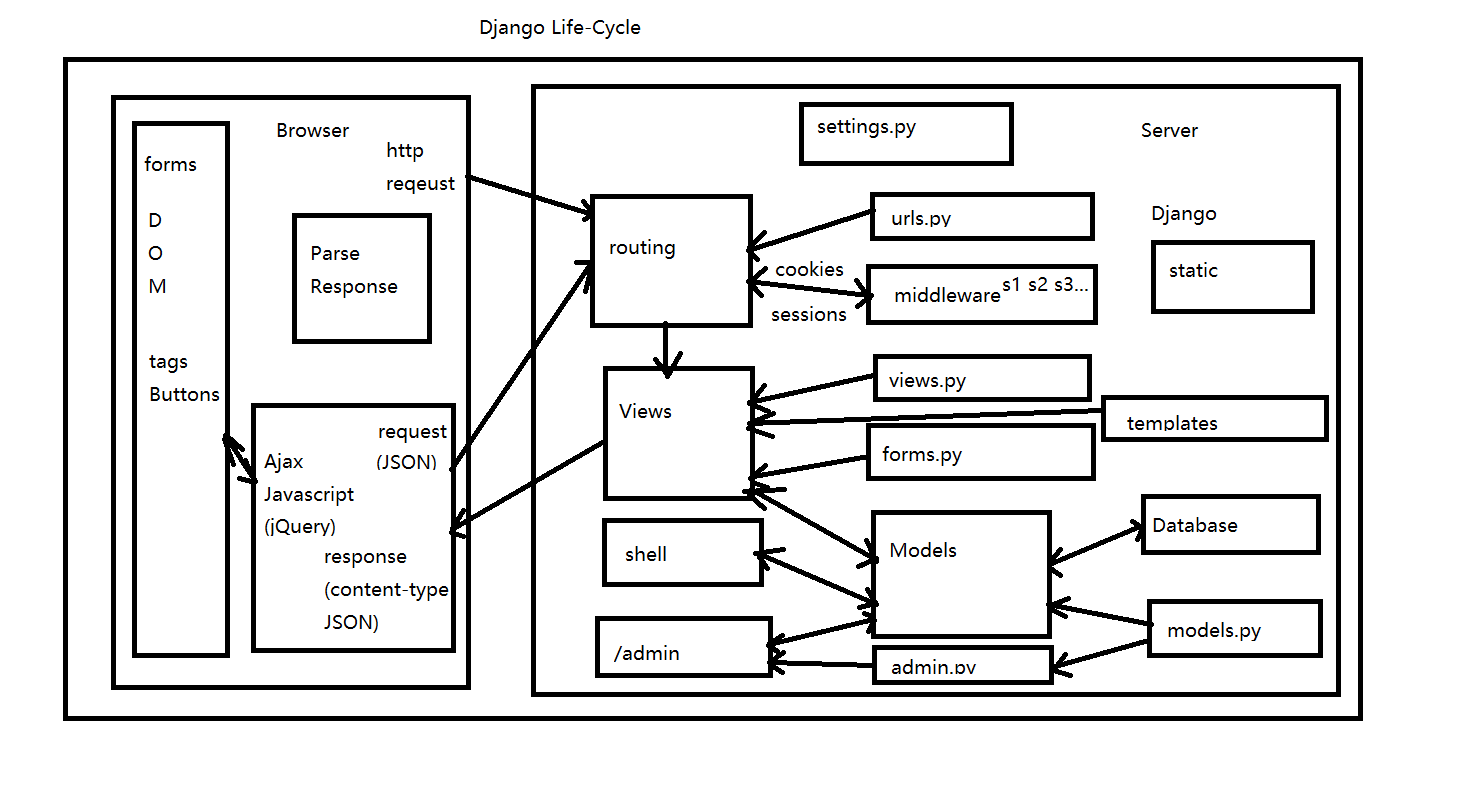 Django Life-Cycle
Browser
forms
D
O
M
tags
Buttons
http
reqeust
Parse
Response
request
(JSON)
Ajax
Javascript
(jQuery)
response
(content-type
JSON)
settings.py
Server
Django
static
routing
urls.py
cookies
sessions
middleware
s1 s2 s3...
Views
views.py
templates
forms.py
shell
Models
Database
/admin
admin.py
models.py